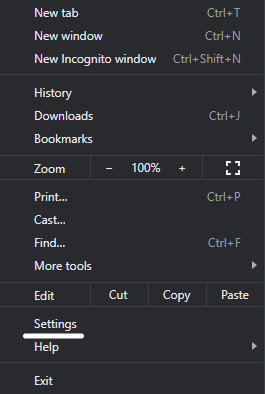 New tab Ctrl+T
New window Ctrl+N
New Incognito window Ctrl+Shift+N
History
Downloads Ctrl+J
Bookmarks
Zoom − 100% +
Print... Ctrl+P
Cast...
Find... Ctrl+F
More tools
Edit Cut Copy Paste
Settings
Help
Exit